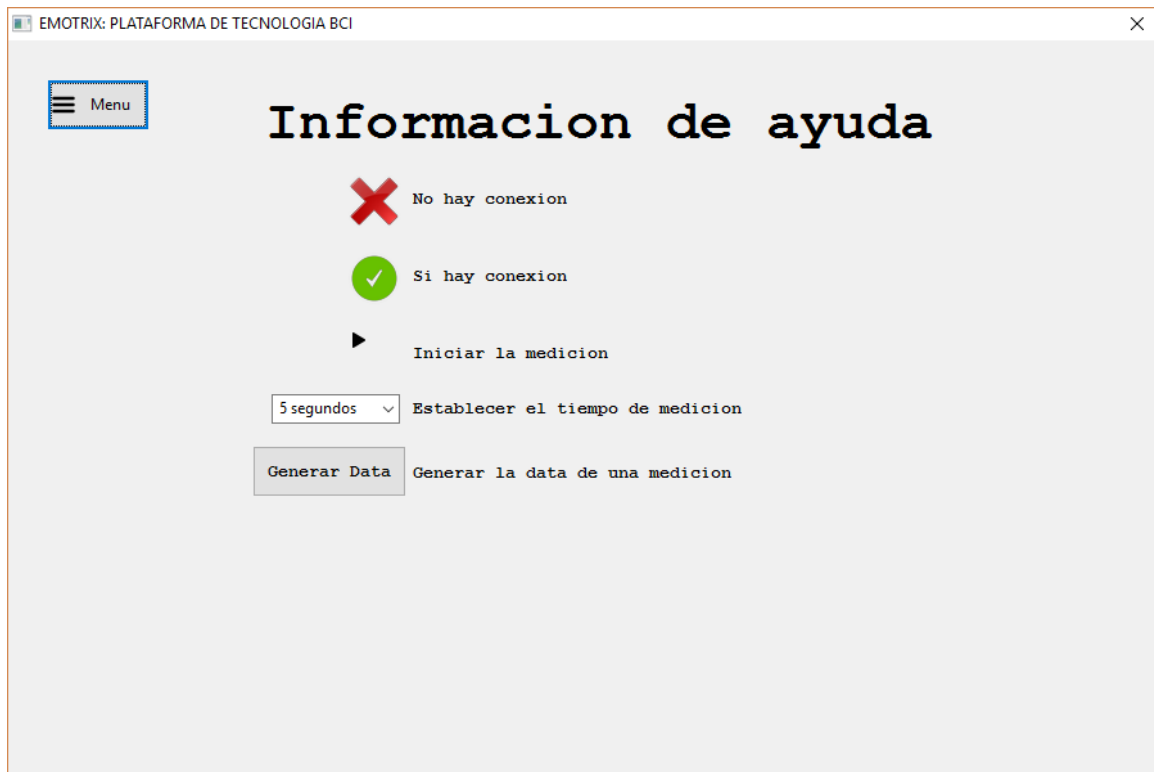 EMOTRIX: PLATAFORMA DE TECNOLOGIA BCI
Menu
Informacion de ayuda
No hay conexion
Si hay conexion
Iniciar la medicion
5 segundos Establecer el tiempo de medicion
Generar Data Generar la data de una medicion